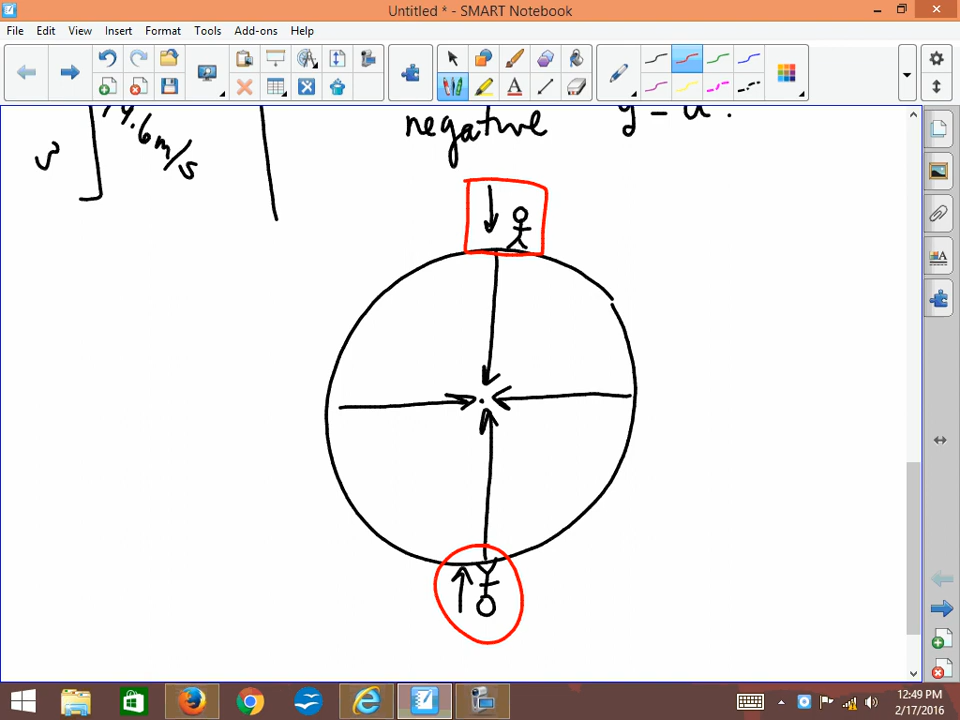 Untitled * - SMART Notebook
File Edit View Insert Format Tools Add-ons Help
negative
v 14.6m/s
12:49 PM
2/17/2016